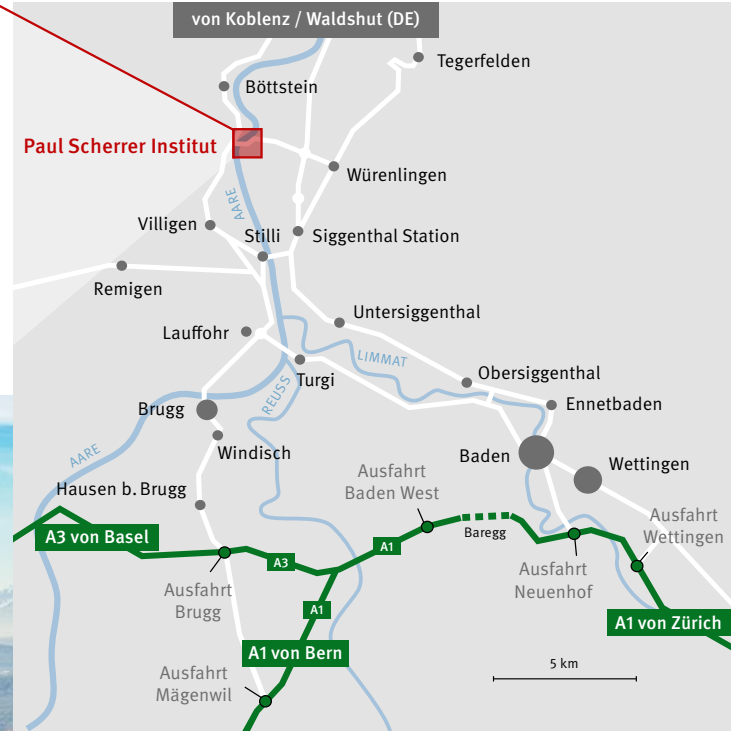 von Koblenz / Waldshut (DE)
Tegerfelden
Böttstein
Paul Scherrer Institut
Würenlingen
AARE
Villigen
Stilli
Siggenthal Station
Remigen
Untersiggenthal
Lauffohr
LIMMAT
Turgi
Obersiggenthal
REUSS
Ennetbaden
Brugg
Windisch
Baden
Wettingen
AARE
Ausfahrt
Baden West
Hausen b. Brugg
Ausfahrt
Wettingen
A3 von Basel
Baregg
A1
A3
Ausfahrt
Brugg
Ausfahrt
Neuenhof
A1
A1 von Zürich
A1 von Bern
5 km
Ausfahrt
Mägenwil